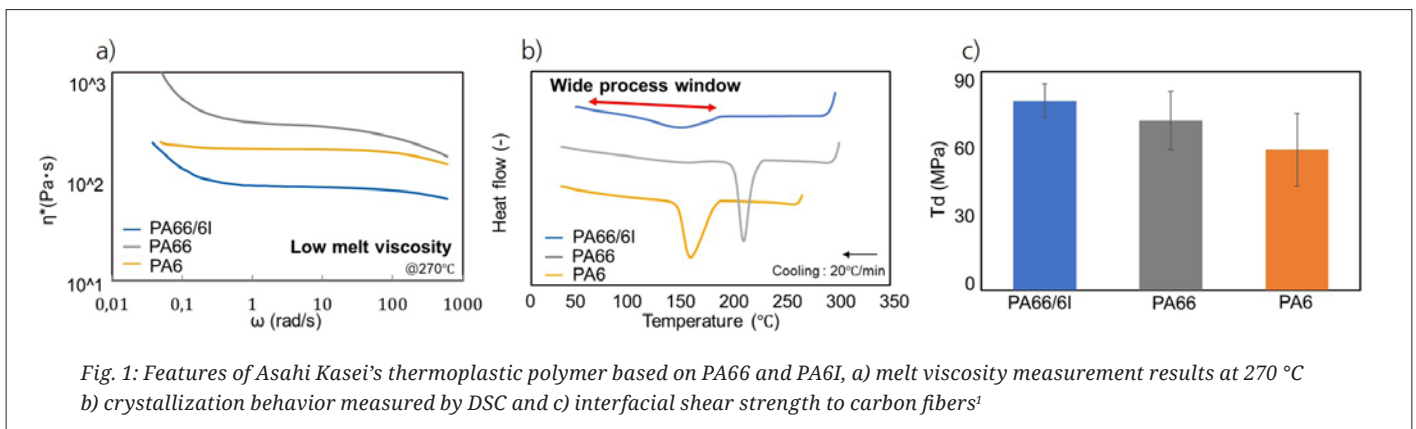 a)
10^3
10^2
10^1
η*(Pa·s)
PA66/6I
PA66
PA6
Low melt viscosity
@270℃
0,01 0,1 1 10 100 1000
ω (rad/s)
b)
Wide process window
Heat flow (-)
PA66/6I
PA66
PA6
Cooling : 20℃/min
0 50 100 150 200 250 300 350
Temperature (℃)
c)
90
60
30
0
Td (MPa)
PA66/6I PA66 PA6
Fig. 1: Features of Asahi Kasei’s thermoplastic polymer based on PA66 and PA6I, a) melt viscosity measurement results at 270 °C
b) crystallization behavior measured by DSC and c) interfacial shear strength to carbon fibers¹